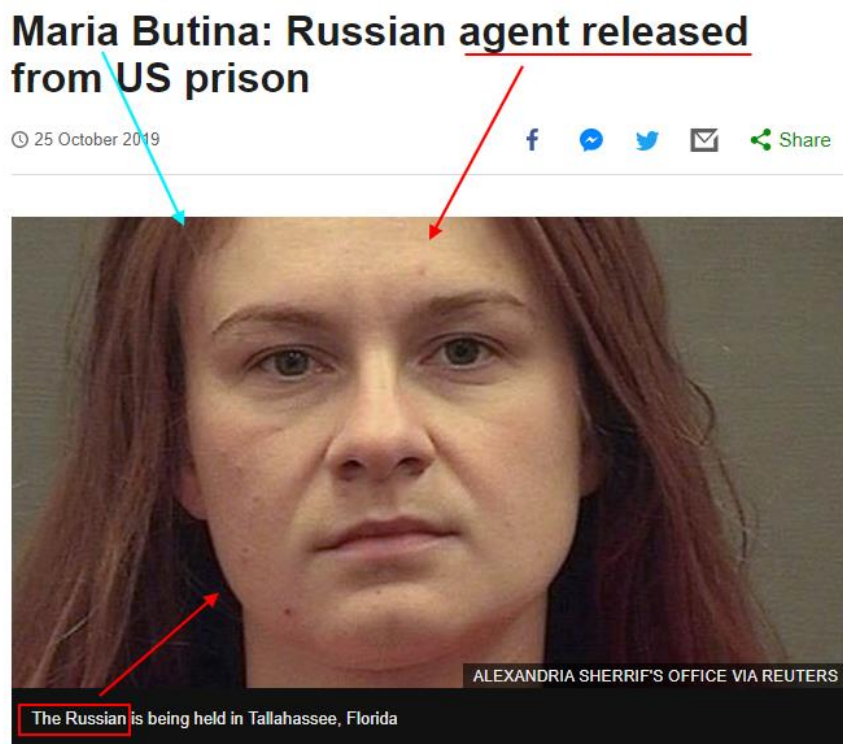 Maria Butina: Russian agent released
from US prison
25 October 2019
Share
ALEXANDRIA SHERRIF'S OFFICE VIA REUTERS
The Russian is being held in Tallahassee, Florida